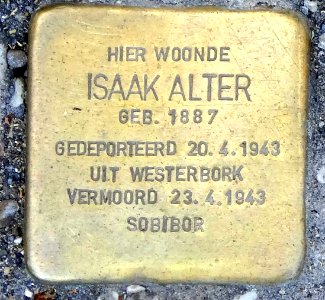 HIER WOONDE
ISAAK ALTER
GEB. 1887
GEDEPORTEERD 20.4.1943
UIT WESTERBORK
VERMOORD 23.4.1943
SOBIBOR